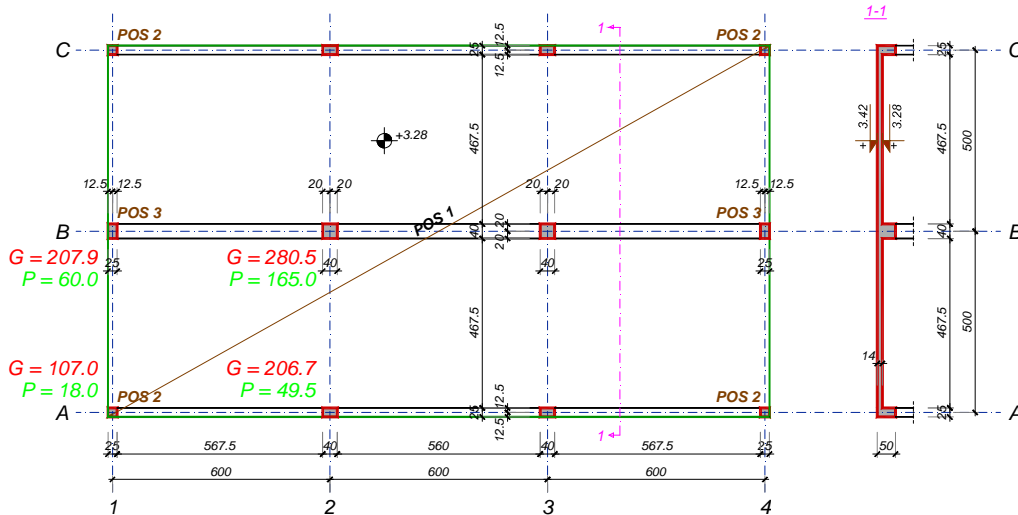 1-1
POS 2
POS 2
1
12.5
25
12.5
C
C
25
+3.28
3.42
3.28
+
+
467.5
467.5
500
12.5
12.5
20
20
20
20
12.5
12.5
POS 3
POS 1
POS 3
B
20
40
20
40
B
G = 207.9
P = 60.0
25
G = 280.5
P = 165.0
40
40
25
467.5
467.5
500
G = 107.0
P = 18.0
G = 206.7
P = 49.5
14
POS 2
POS 2
A
12.5
25
12.5
25
A
1
25
567.5
40
560
40
567.5
25
50
600
600
600
1
2
3
4